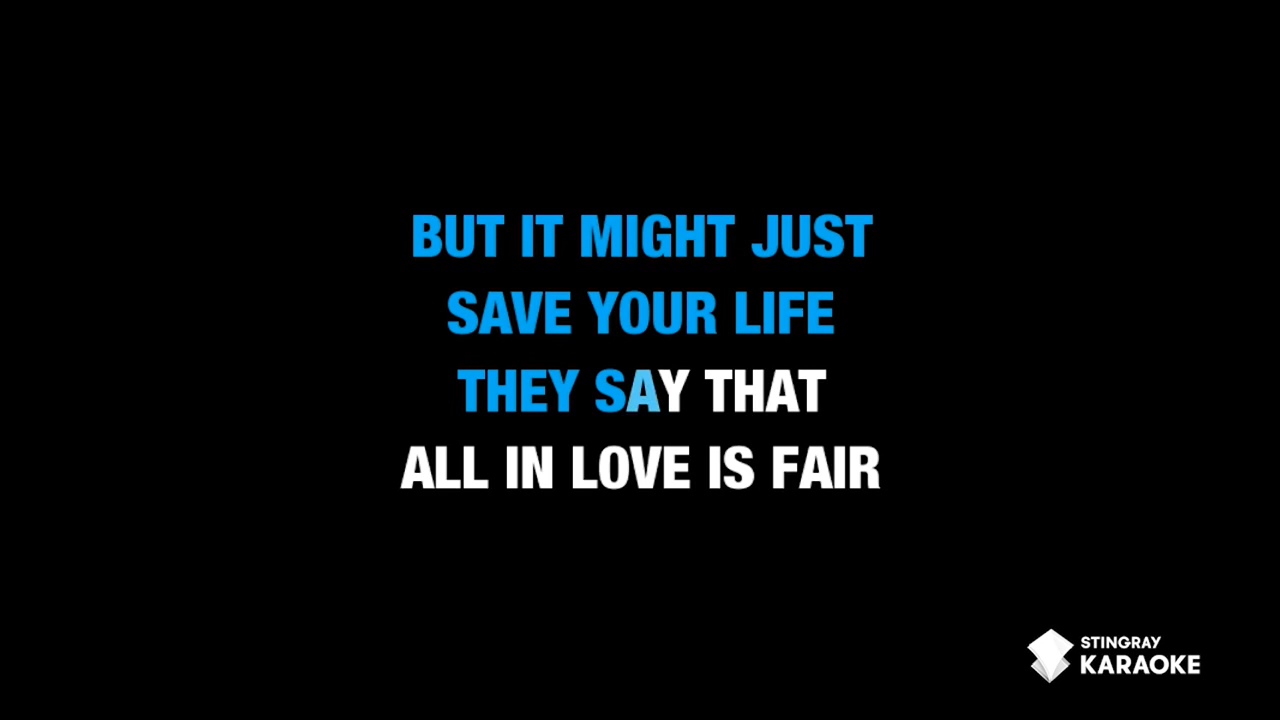 BUT IT MIGHT JUST
SAVE YOUR LIFE
THEY SAY THAT
ALL IN LOVE IS FAIR
STINGRAY
KARAOKE